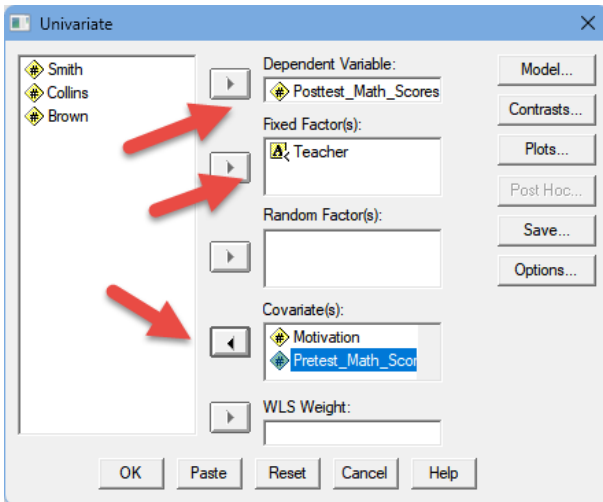 Univariate
Smith
Collins
Brown
Dependent Variable:
Posttest_Math_Scores
Fixed Factor(s):
Teacher
Random Factor(s):
Covariate(s):
Motivation
Pretest_Math_Scor
WLS Weight:
Model...
Contrasts...
Plots...
Post Hoc...
Save...
Options...
OK Paste Reset Cancel Help